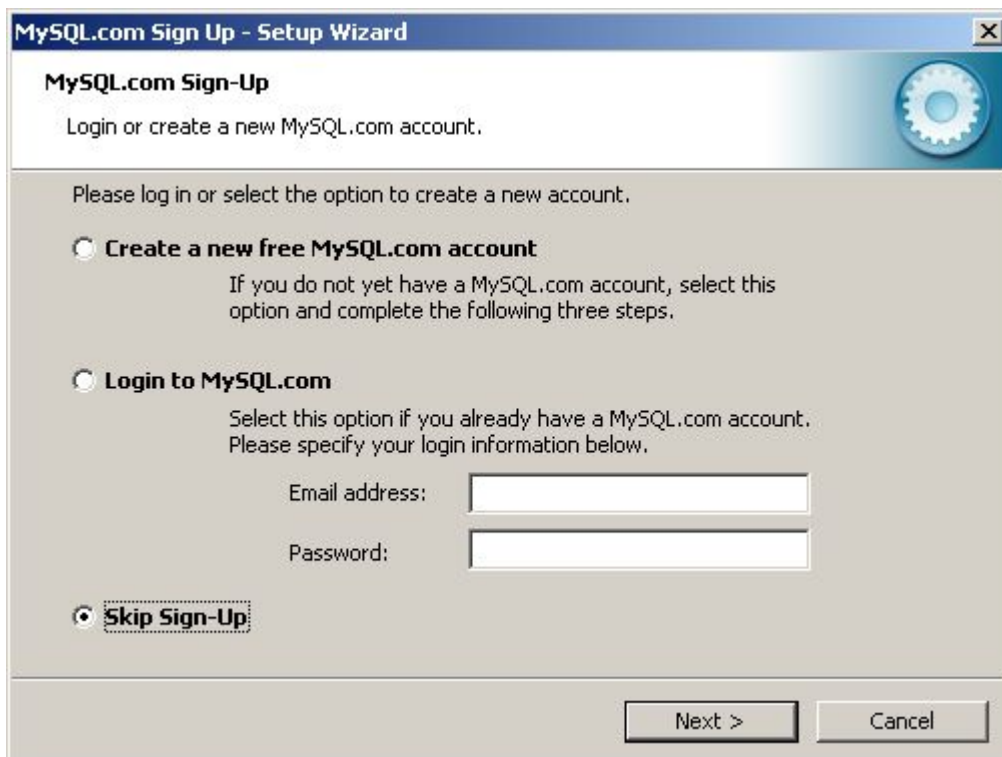 MySQL.com Sign Up - Setup Wizard
MySQL.com Sign-Up
Login or create a new MySQL.com account.
Please log in or select the option to create a new account.
Create a new free MySQL.com account
If you do not yet have a MySQL.com account, select this
option and complete the following three steps.
Login to MySQL.com
Select this option if you already have a MySQL.com account.
Please specify your login information below.
Email address:
Password:
Skip Sign-Up
Next >
Cancel